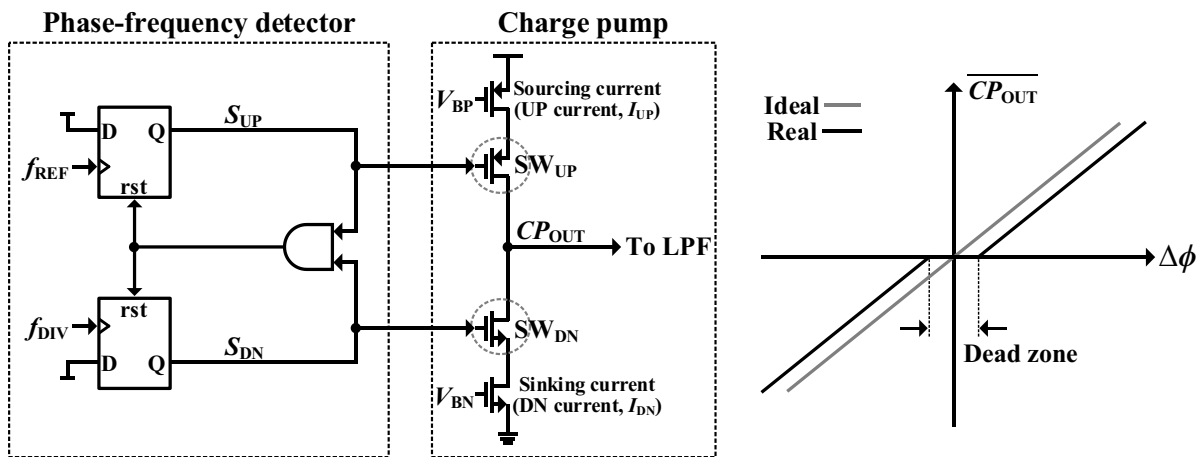 Phase-frequency detector
D Q
S_UP
f_REF
rst
rst
f_DIV
D Q
S_DN
Charge pump
V_BP
Sourcing current
(UP current, I_UP)
SW_UP
CP_OUT
To LPF
SW_DN
V_BN
Sinking current
(DN current, I_DN)
CP_OUT
Ideal
Real
Δϕ
Dead zone